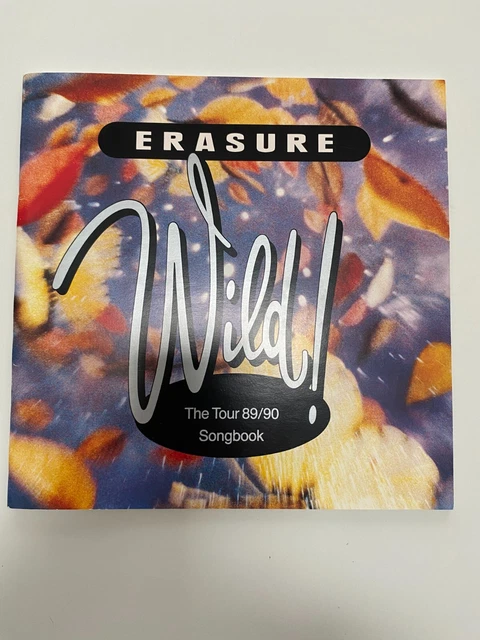 ERASURE
Wild!
The Tour 89/90
Songbook